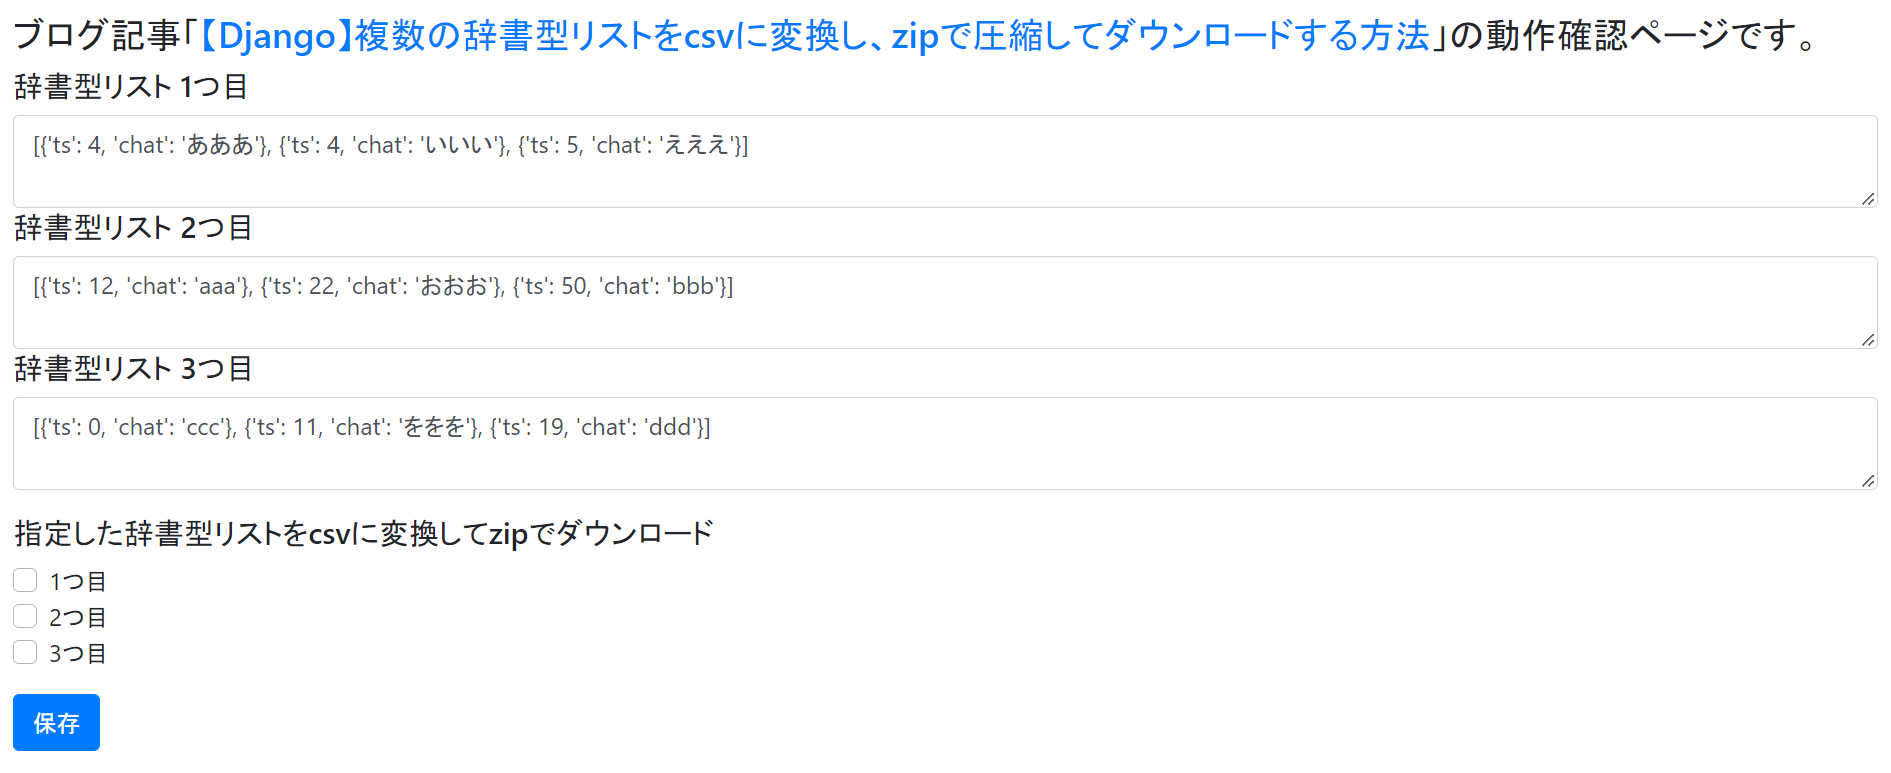 ブログ記事「【Django】複数の辞書型リストをcsvに変換し、zipで圧縮してダウンロードする方法」の動作確認ページです。
辞書型リスト 1つ目
[{'ts': 4, 'chat': 'あああ'}, {'ts': 4, 'chat': 'いいい'}, {'ts': 5, 'chat': 'えええ'}]
辞書型リスト 2つ目
[{'ts': 12, 'chat': 'aaa'}, {'ts': 22, 'chat': 'おおお'}, {'ts': 50, 'chat': 'bbb'}]
辞書型リスト 3つ目
[{'ts': 0, 'chat': 'ccc'}, {'ts': 11, 'chat': 'ををを'}, {'ts': 19, 'chat': 'ddd'}]
指定した辞書型リストをcsvに変換してzipでダウンロード
1つ目
2つ目
3つ目
保存